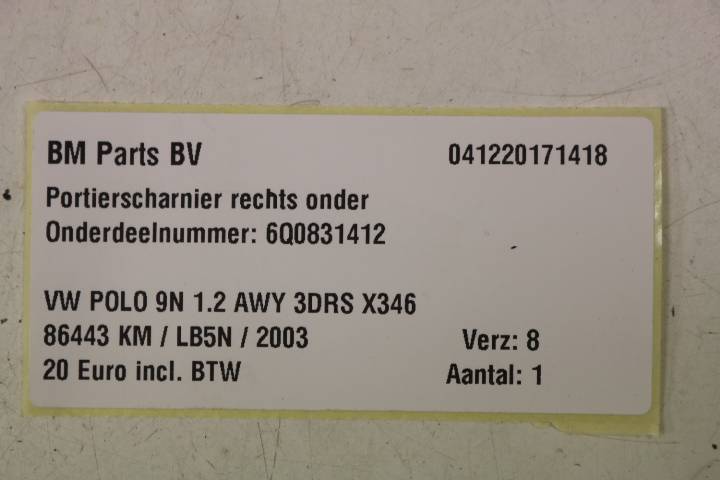 BM Parts BV 041220171418
Portierscharnier rechts onder
Onderdeelnummer: 6Q0831412
VW POLO 9N 1.2 AWY 3DRS X346
86443 KM / LB5N / 2003 Verz: 8
20 Euro incl. BTW Aantal: 1